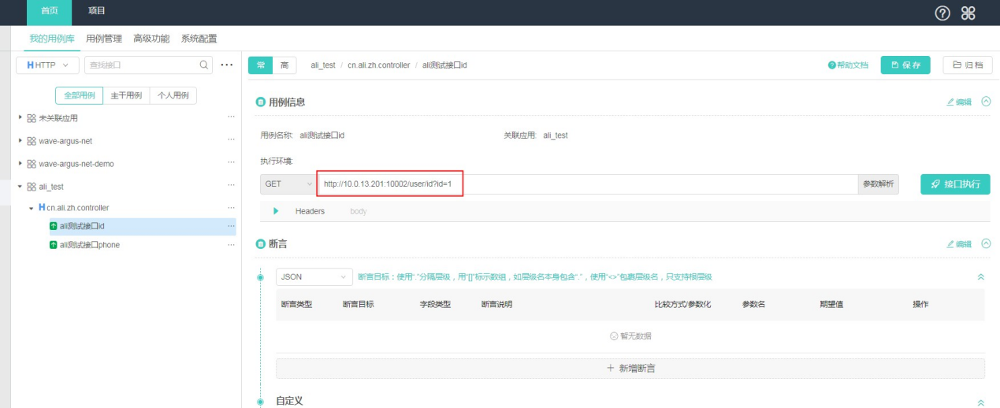 首页 项目
我的用例库 用例管理 高级功能 系统配置
HTTP 查找接口 ···
常 高 ali_test / cn.ali.zh.controller / ali测试接口id 帮助文档 保存 归档
全部用例 主干用例 个人用例
用例信息 编辑
未关联应用 ···
wave-argus-net ···
用例名称: ali测试接口id 关联应用: ali_test
wave-argus-net-demo ···
执行环境:
ali_test ···
GET http://10.0.13.201:10002/user/id?id=1 参数解析 接口执行
H cn.ali.zh.controller ···
Headers body
ali测试接口id ···
ali测试接口phone ···
断言 编辑
JSON 断言目标：使用"."分隔层级，用"[]"标示数组，如层级名本身包含"."，使用"<>"包裹层级名，只支持根层级
断言类型 断言目标 字段类型 断言说明 比较方式/参数化 参数名 期望值 操作
暂无数据
+ 新增断言
自定义